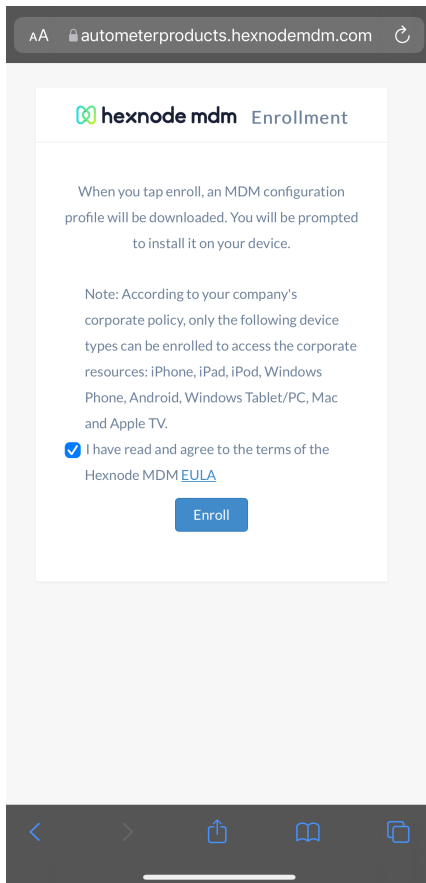 AA autometerproducts.hexnodemdm.com
hexnode mdm Enrollment
When you tap enroll, an MDM configuration
profile will be downloaded. You will be prompted
to install it on your device.
Note: According to your company's
corporate policy, only the following device
types can be enrolled to access the corporate
resources: iPhone, iPad, iPod, Windows
Phone, Android, Windows Tablet/PC, Mac
and Apple TV.
I have read and agree to the terms of the
Hexnode MDM EULA
Enroll